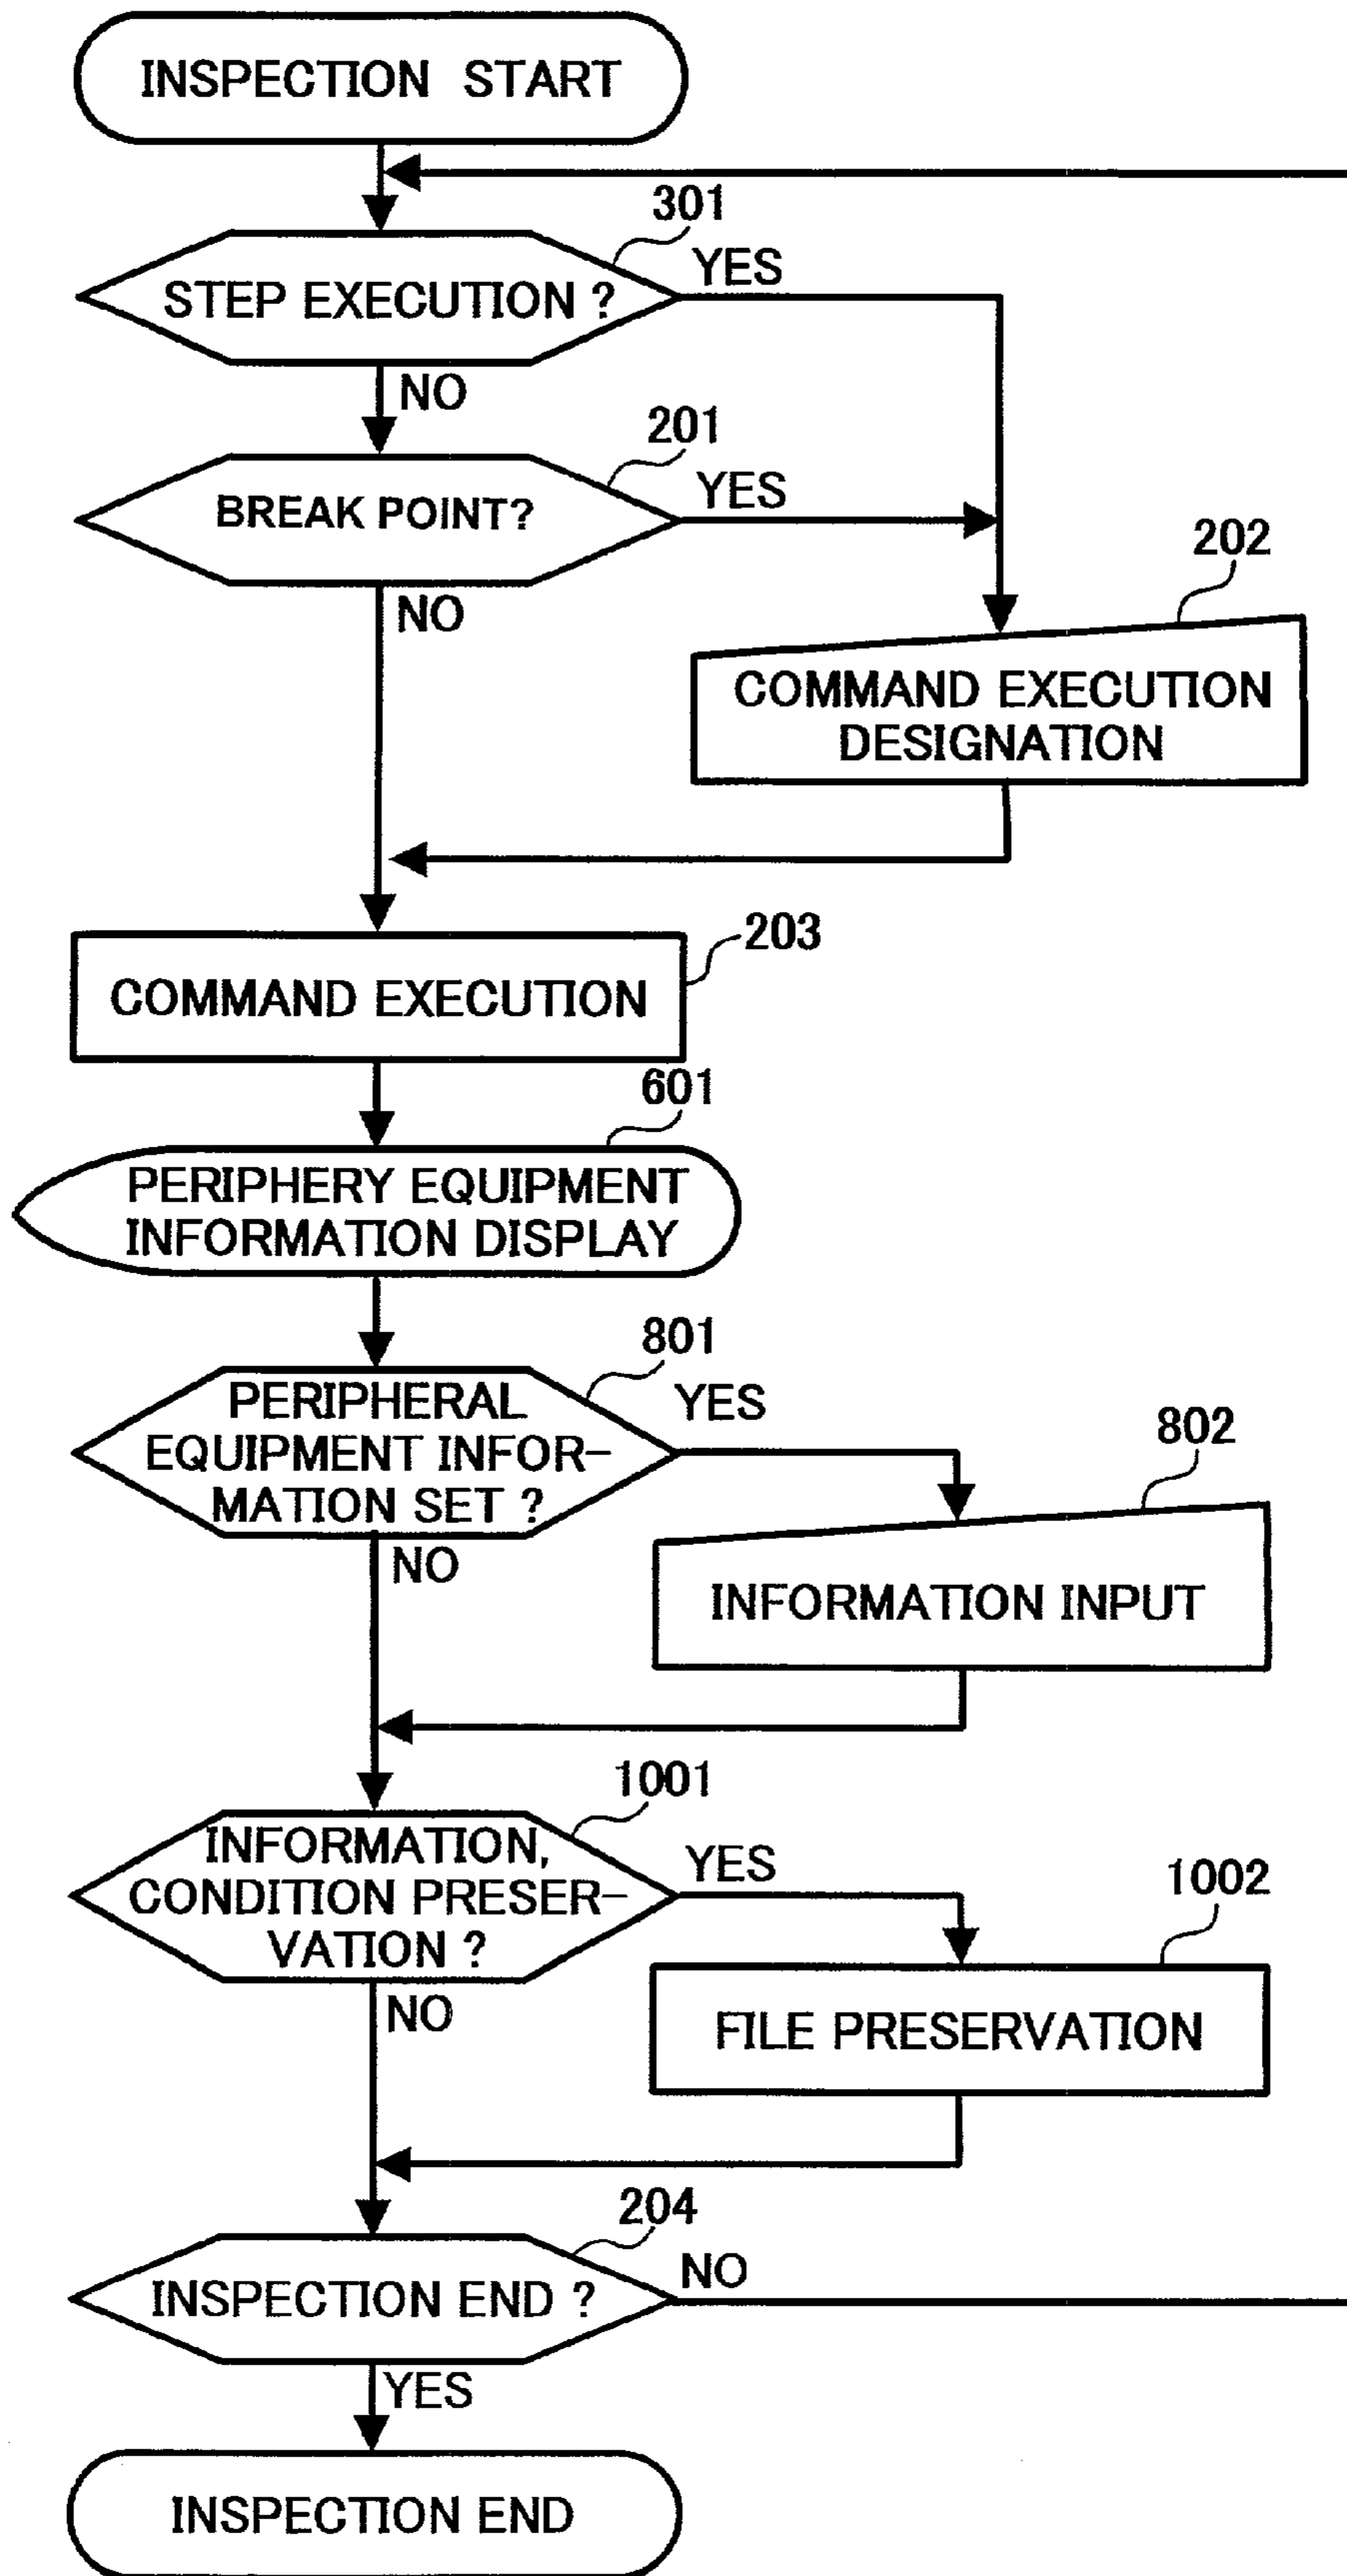 INSPECTION START
301
STEP EXECUTION ?
YES
NO
201
BREAK POINT?
YES
NO
202
COMMAND EXECUTION
DESIGNATION
203
COMMAND EXECUTION
601
PERIPHERY EQUIPMENT
INFORMATION DISPLAY
801
PERIPHERAL
EQUIPMENT INFOR-
MATION SET ?
YES
NO
802
INFORMATION INPUT
1001
INFORMATION,
CONDITION PRESER-
VATION ?
YES
NO
1002
FILE PRESERVATION
204
INSPECTION END ?
NO
YES
INSPECTION END